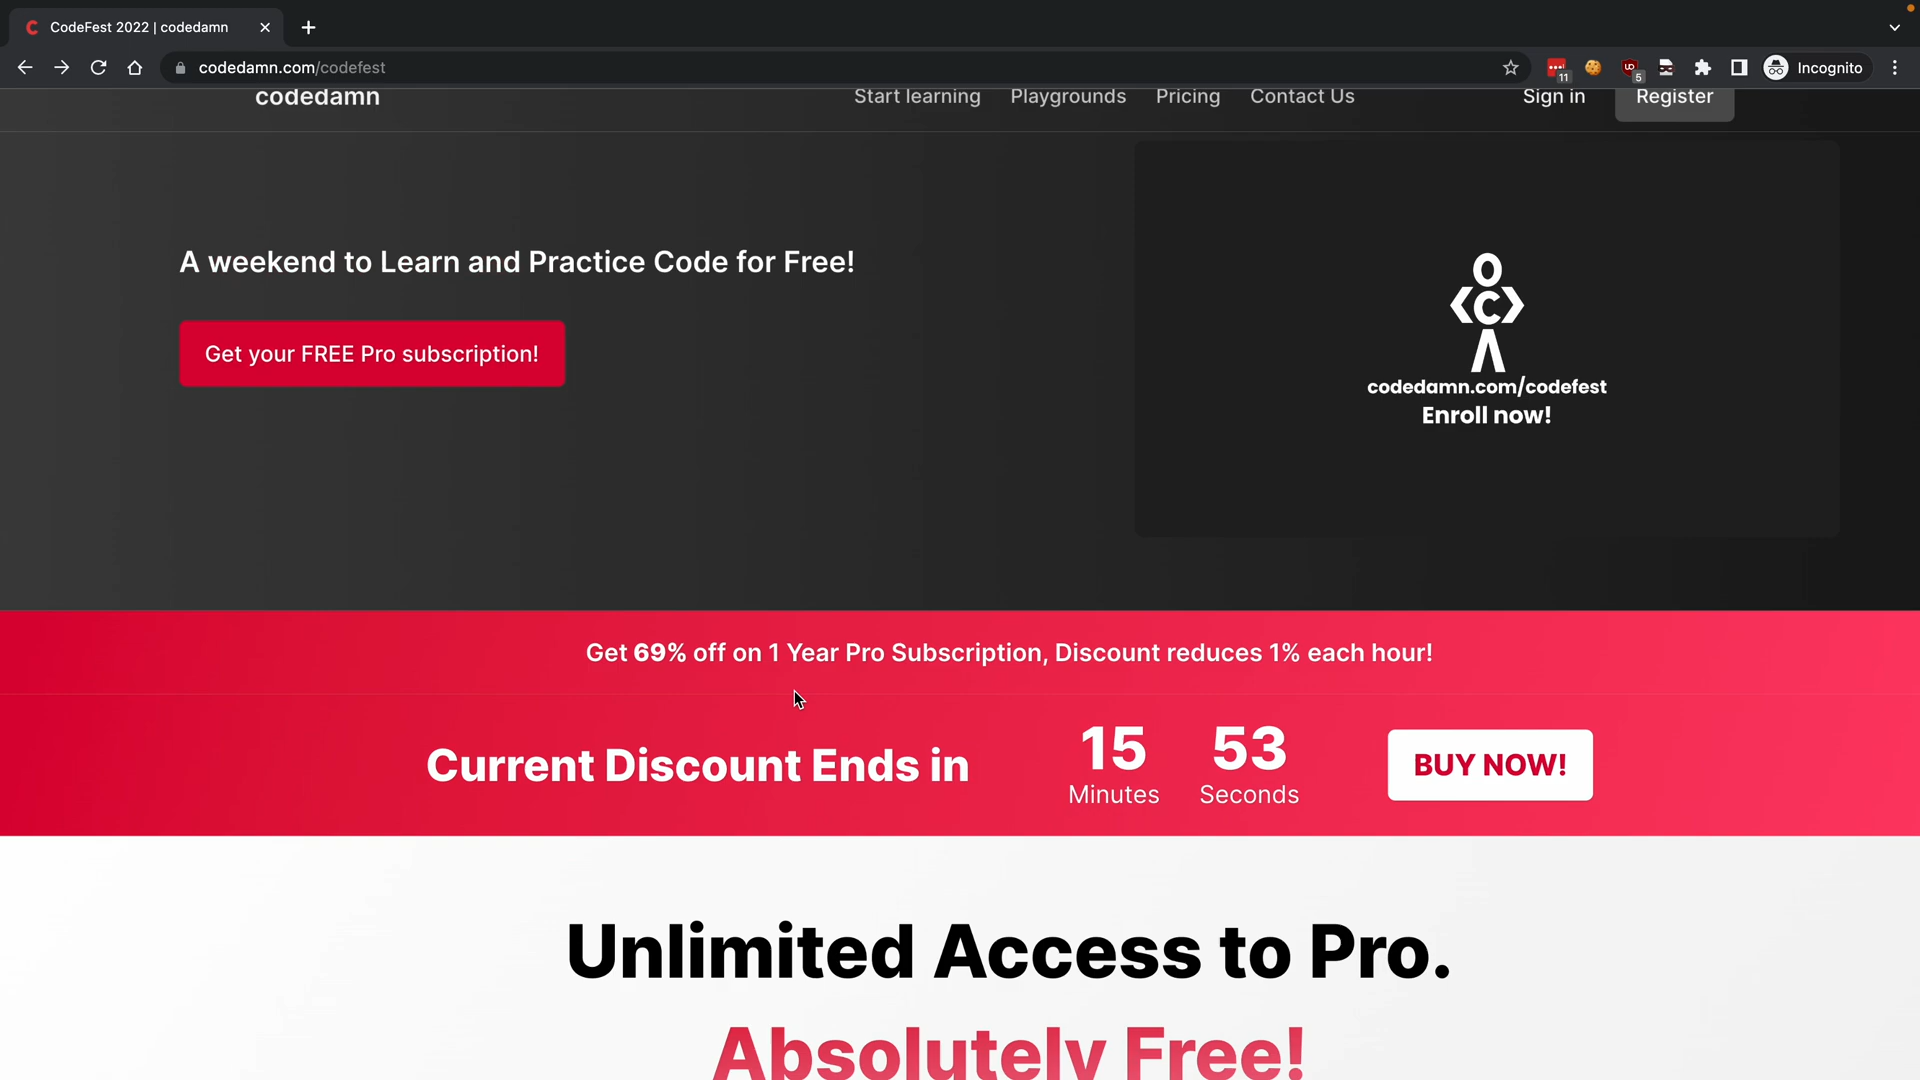 CodeFest 2022 | codedamn
codedamn.com/codefest
11
5
Incognito
codedamn
Start learning
Playgrounds
Pricing
Contact Us
Sign in
Register
A weekend to Learn and Practice Code for Free!
Get your FREE Pro subscription!
C
codedamn.com/codefest
Enroll now!
Get 69% off on 1 Year Pro Subscription, Discount reduces 1% each hour!
Current Discount Ends in
15
Minutes
53
Seconds
BUY NOW!
Unlimited Access to Pro.
Absolutely Free!